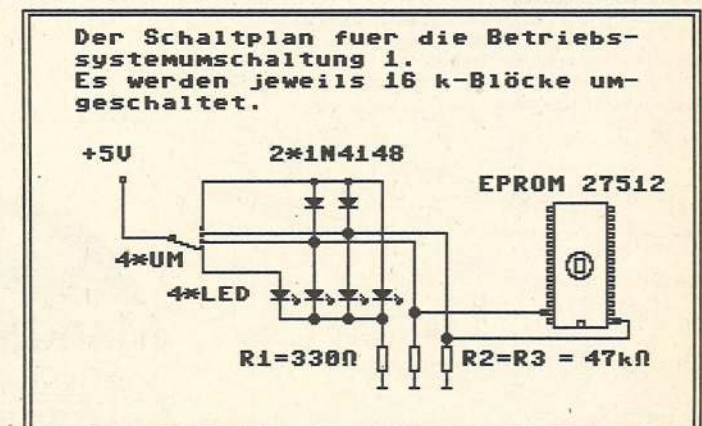 Der Schaltplan fuer die Betriebs-
systemumschaltung 1.
Es werden jeweils 16 k-Blöcke um-
geschaltet.
+5V
2*1N4148
EPROM 27512
4*UM
4*LED
R1=330Ω
R2=R3 = 47kΩ